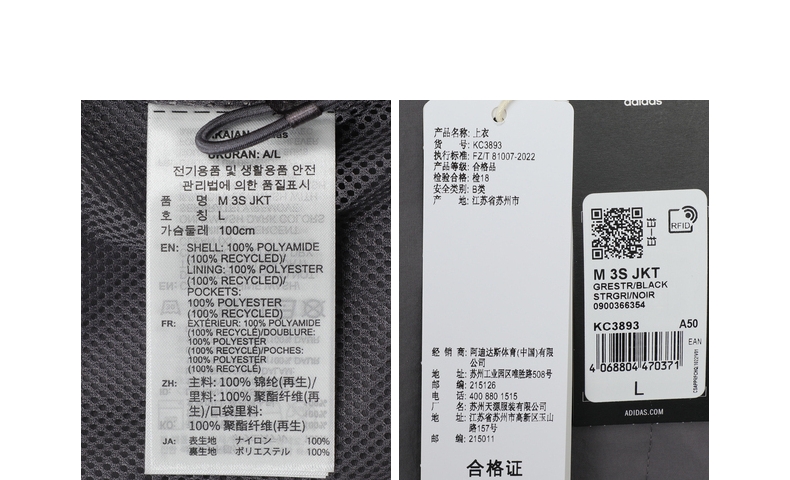 UKURAN: A/L
전기용품 및 생활용품 안전
관리법에 의한 품질표시
품 명 M 3S JKT
호 칭 L
가슴둘레 100cm
EN: SHELL: 100% POLYAMIDE
(100% RECYCLED)/
LINING: 100% POLYESTER
(100% RECYCLED)/
POCKETS:
100% POLYESTER
(100% RECYCLED)
FR: EXTÉRIEUR: 100% POLYAMIDE
(100% RECYCLÉ)/DOUBLURE:
100% POLYESTER
(100% RECYCLÉ)/POCHES:
100% POLYESTER
(100% RECYCLÉ)
ZH: 主料: 100% 锦纶(再生)/
里料: 100% 聚酯纤维(再
生)/口袋里料:
100% 聚酯纤维(再生)
JA: 表生地 ナイロン 100%
裏生地 ポリエステル 100%
产品名称: 上衣
货 号: KC3893
执行标准: FZ/T 81007-2022
产品等级: 合格品
检验合格: 检18
安全类别: B类
产 地: 江苏省苏州市
经 销 商: 阿迪达斯体育(中国)有限
公司
地 址: 苏州工业园区唯胜路508号
邮 编: 215126
电 话: 400 880 1515
厂 名: 苏州天源服装有限公司
地 址: 江苏省苏州市高新区玉山
路157号
邮 编: 215011
合格证
adidas
RFID
M 3S JKT
GRESTR/BLACK
STRGRI/NOIR
0900366354
KC3893 A50
EAN
4 068804 470371
L
ADIDAS.COM